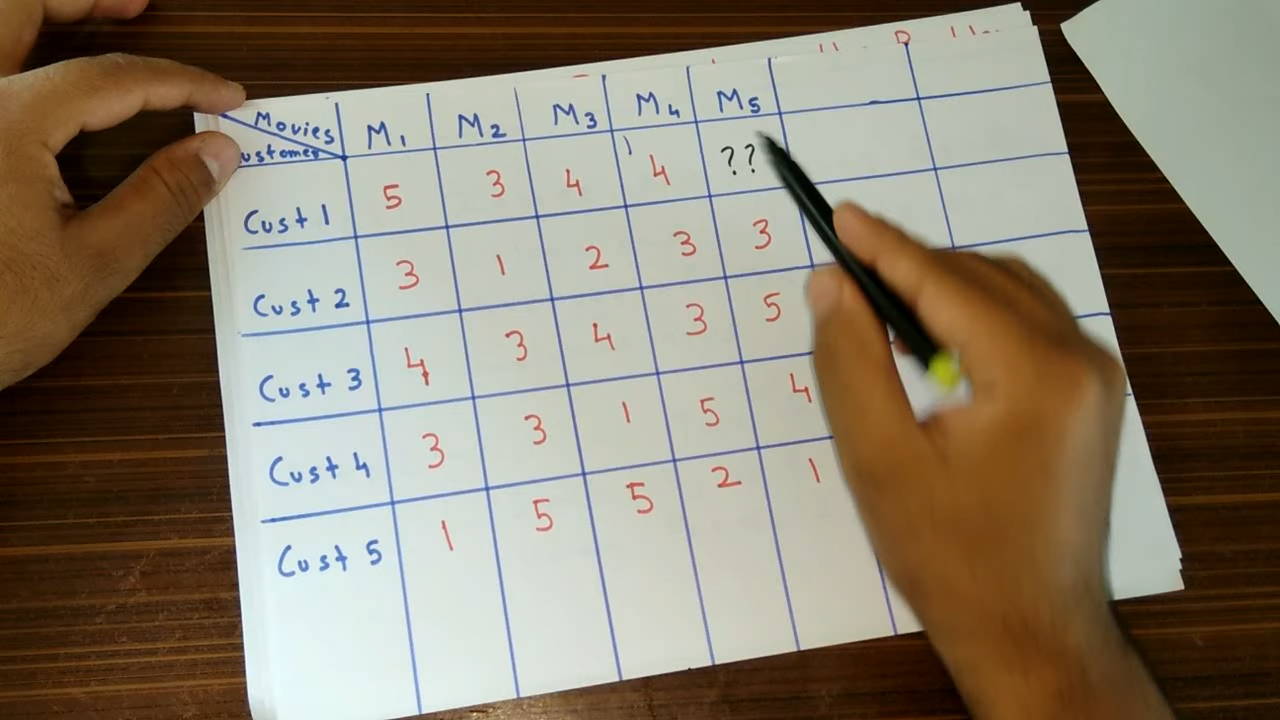 Movies M1 M2 M3 M4 M5
ustomer
Cust 1 5 3 4 4 ??
Cust 2 3 1 2 3 3
Cust 3 4 3 4 3 5
Cust 4 3 3 1 5 4
Cust 5 1 5 5 2 1